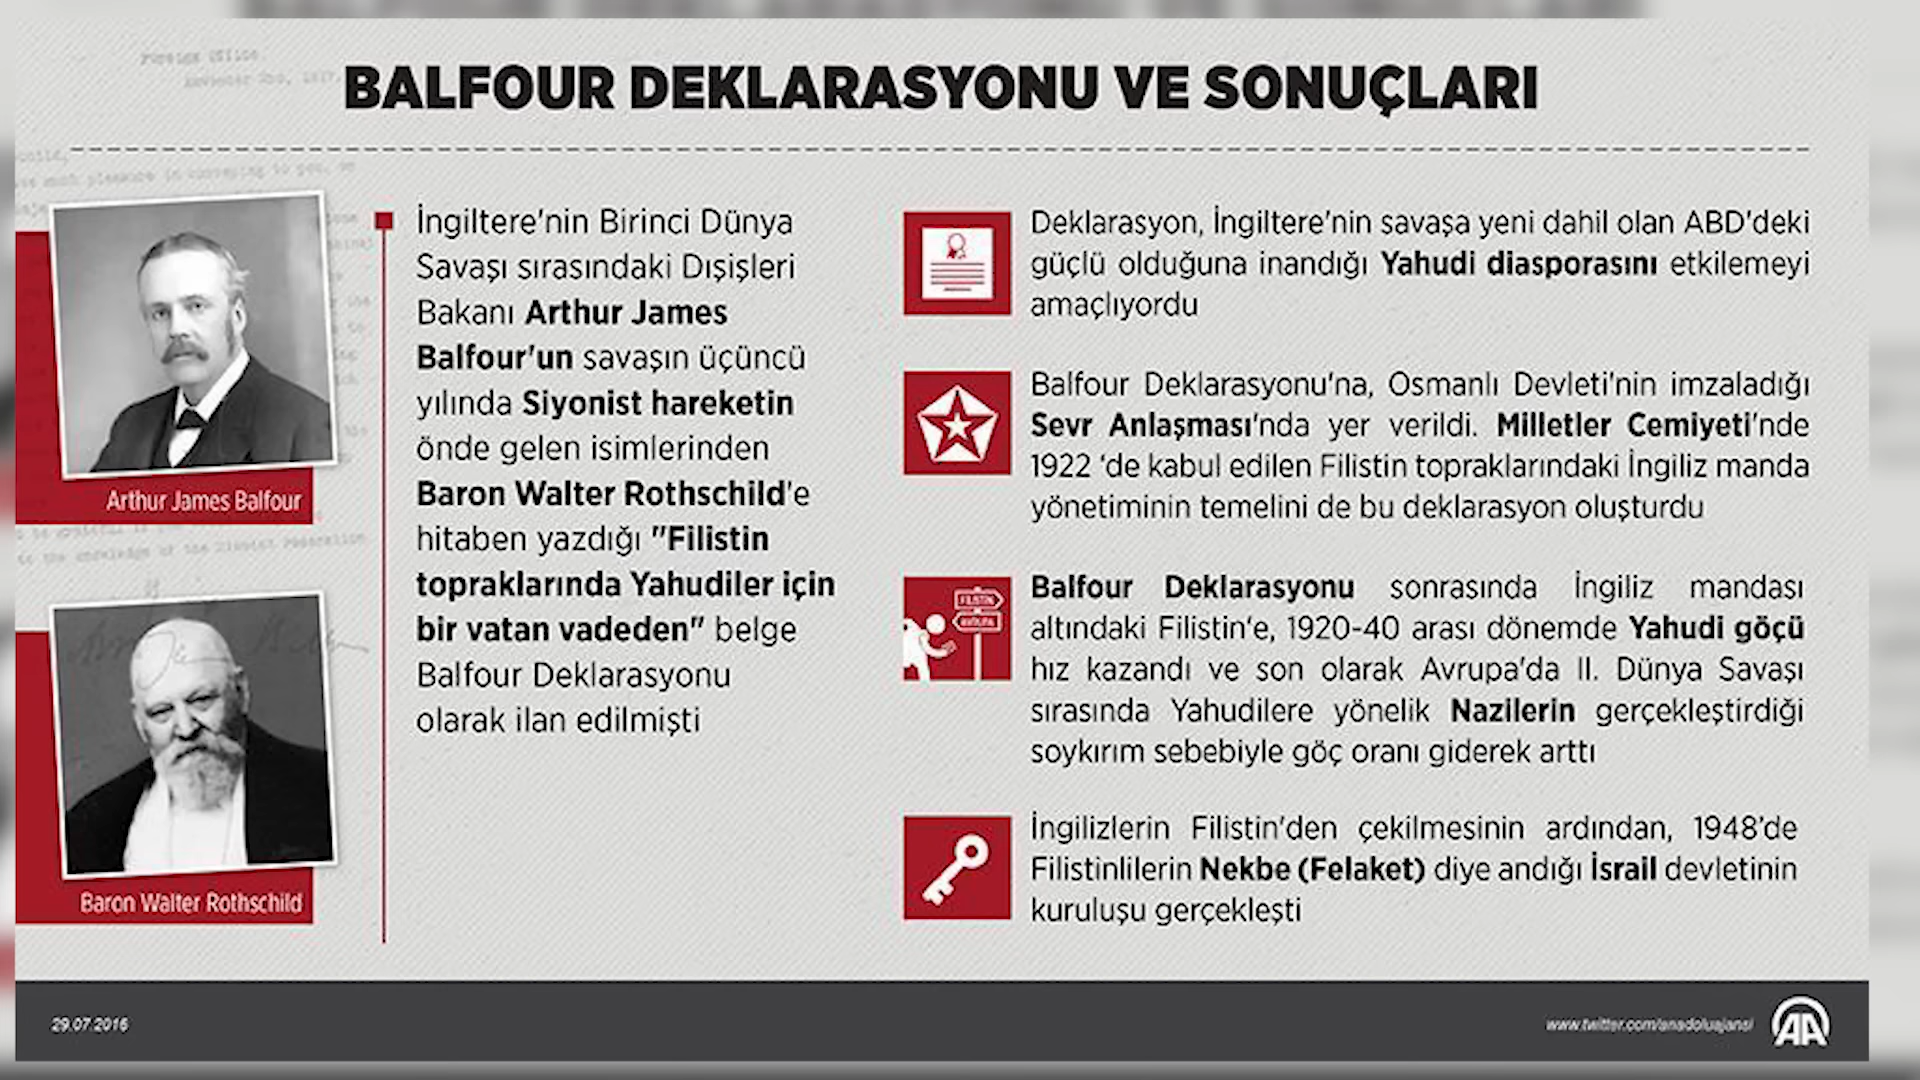 BALFOUR DEKLARASYONU VE SONUÇLARI
Foreign Office
November 2nd, 1917
Arthur James Balfour
Baron Walter Rothschild
İngiltere'nin Birinci Dünya
Savaşı sırasındaki Dışişleri
Bakanı Arthur James
Balfour'un savaşın üçüncü
yılında Siyonist hareketin
önde gelen isimlerinden
Baron Walter Rothschild'e
hitaben yazdığı "Filistin
topraklarında Yahudiler için
bir vatan vadeden" belge
Balfour Deklarasyonu
olarak ilan edilmişti
Deklarasyon, İngiltere'nin savaşa yeni dahil olan ABD'deki
güçlü olduğuna inandığı Yahudi diasporasını etkilemeyi
amaçlıyordu
Balfour Deklarasyonu'na, Osmanlı Devleti'nin imzaladığı
Sevr Anlaşması'nda yer verildi. Milletler Cemiyeti'nde
1922 ‘de kabul edilen Filistin topraklarındaki İngiliz manda
yönetiminin temelini de bu deklarasyon oluşturdu
FILISTIN
AVRUPA
Balfour Deklarasyonu sonrasında İngiliz mandası
altındaki Filistin'e, 1920-40 arası dönemde Yahudi göçü
hız kazandı ve son olarak Avrupa'da II. Dünya Savaşı
sırasında Yahudilere yönelik Nazilerin gerçekleştirdiği
soykırım sebebiyle göç oranı giderek arttı
İngilizlerin Filistin'den çekilmesinin ardından, 1948’de
Filistinlilerin Nekbe (Felaket) diye andığı İsrail devletinin
kuruluşu gerçekleşti
29.07.2016
www.twitter.com/anadoluajansi
AA